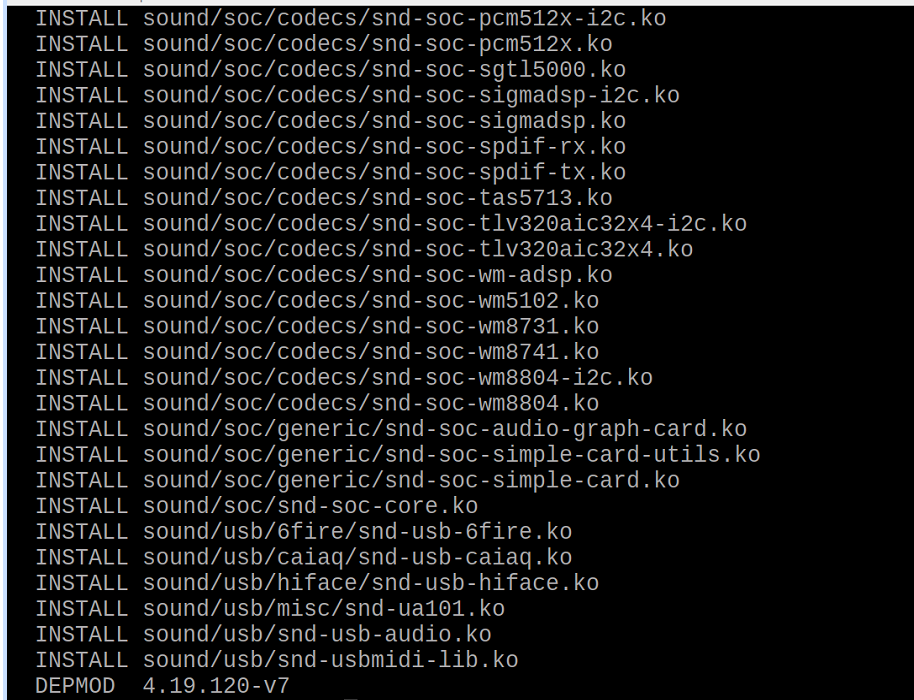 INSTALL sound/soc/codecs/snd-soc-pcm512x-i2c.ko
INSTALL sound/soc/codecs/snd-soc-pcm512x.ko
INSTALL sound/soc/codecs/snd-soc-sgtl5000.ko
INSTALL sound/soc/codecs/snd-soc-sigmadsp-i2c.ko
INSTALL sound/soc/codecs/snd-soc-sigmadsp.ko
INSTALL sound/soc/codecs/snd-soc-spdif-rx.ko
INSTALL sound/soc/codecs/snd-soc-spdif-tx.ko
INSTALL sound/soc/codecs/snd-soc-tas5713.ko
INSTALL sound/soc/codecs/snd-soc-tlv320aic32x4-i2c.ko
INSTALL sound/soc/codecs/snd-soc-tlv320aic32x4.ko
INSTALL sound/soc/codecs/snd-soc-wm-adsp.ko
INSTALL sound/soc/codecs/snd-soc-wm5102.ko
INSTALL sound/soc/codecs/snd-soc-wm8731.ko
INSTALL sound/soc/codecs/snd-soc-wm8741.ko
INSTALL sound/soc/codecs/snd-soc-wm8804-i2c.ko
INSTALL sound/soc/codecs/snd-soc-wm8804.ko
INSTALL sound/soc/generic/snd-soc-audio-graph-card.ko
INSTALL sound/soc/generic/snd-soc-simple-card-utils.ko
INSTALL sound/soc/generic/snd-soc-simple-card.ko
INSTALL sound/soc/snd-soc-core.ko
INSTALL sound/usb/6fire/snd-usb-6fire.ko
INSTALL sound/usb/caiaq/snd-usb-caiaq.ko
INSTALL sound/usb/hiface/snd-usb-hiface.ko
INSTALL sound/usb/misc/snd-ua101.ko
INSTALL sound/usb/snd-usb-audio.ko
INSTALL sound/usb/snd-usbmidi-lib.ko
DEPMOD  4.19.120-v7